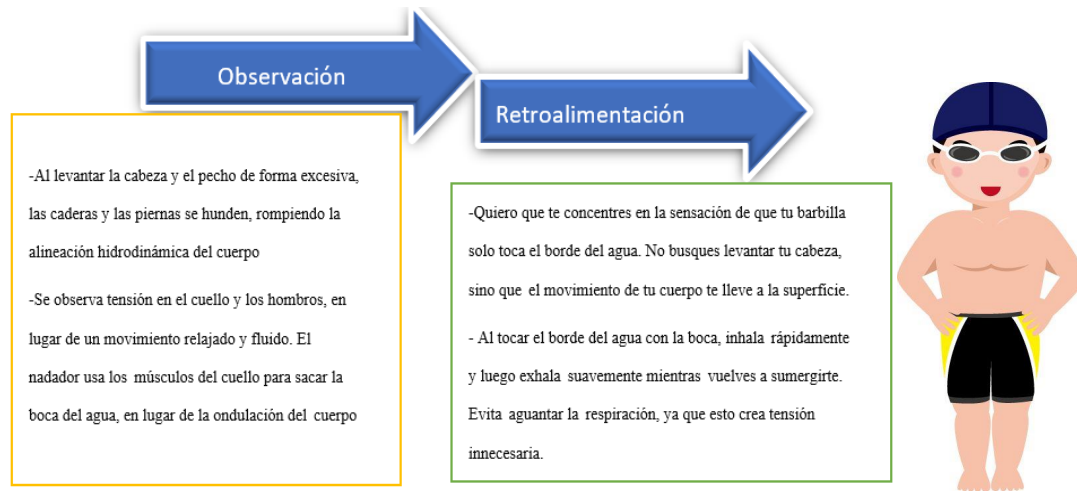 Observación
Retroalimentación
-Al levantar la cabeza y el pecho de forma excesiva,
las caderas y las piernas se hunden, rompiendo la
alineación hidrodinámica del cuerpo
-Se observa tensión en el cuello y los hombros, en
lugar de un movimiento relajado y fluido. El
nadador usa los músculos del cuello para sacar la
boca del agua, en lugar de la ondulación del cuerpo
-Quiero que te concentres en la sensación de que tu barbilla
solo toca el borde del agua. No busques levantar tu cabeza,
sino que el movimiento de tu cuerpo te lleve a la superficie.
- Al tocar el borde del agua con la boca, inhala rápidamente
y luego exhala suavemente mientras vuelves a sumergirte.
Evita aguantar la respiración, ya que esto crea tensión
innecesaria.